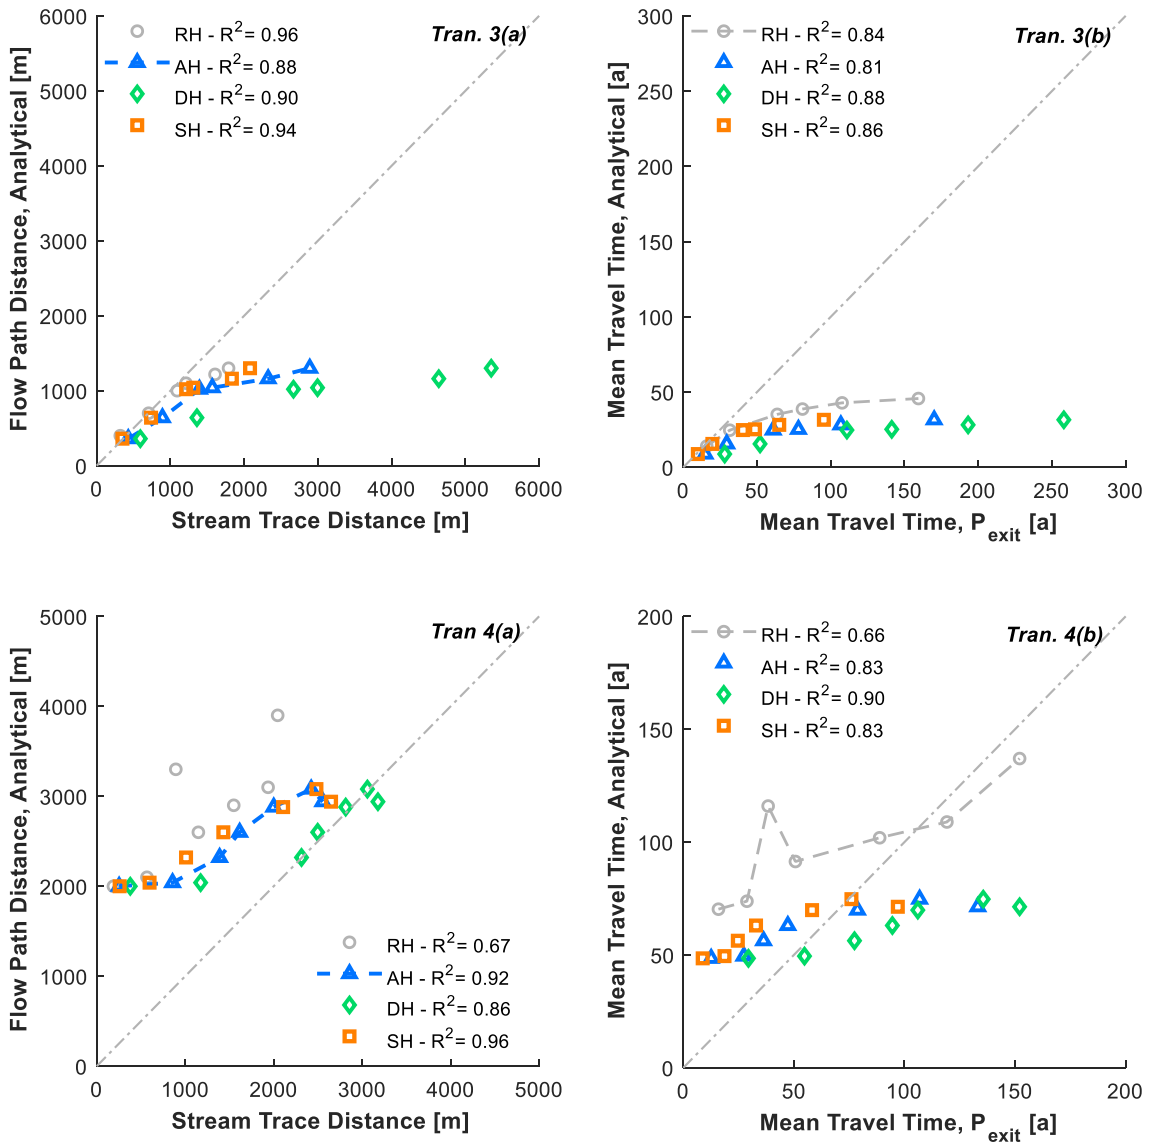 Tran. 3(a)
RH - R2= 0.96
AH - R2= 0.88
DH - R2= 0.90
SH - R2= 0.94
6000
5000
4000
3000
2000
1000
0
Flow Path Distance, Analytical [m]
0 1000 2000 3000 4000 5000 6000
Stream Trace Distance [m]
Tran. 3(b)
RH - R2= 0.84
AH - R2= 0.81
DH - R2= 0.88
SH - R2= 0.86
300
250
200
150
100
50
0
Mean Travel Time, Analytical [a]
0 50 100 150 200 250 300
Mean Travel Time, Pexit [a]
Tran 4(a)
5000
4000
3000
2000
1000
0
Flow Path Distance, Analytical [m]
RH - R2= 0.67
AH - R2= 0.92
DH - R2= 0.86
SH - R2= 0.96
0 1000 2000 3000 4000 5000
Stream Trace Distance [m]
Tran. 4(b)
RH - R2= 0.66
AH - R2= 0.83
DH - R2= 0.90
SH - R2= 0.83
200
150
100
50
0
Mean Travel Time, Analytical [a]
0 50 100 150 200
Mean Travel Time, Pexit [a]